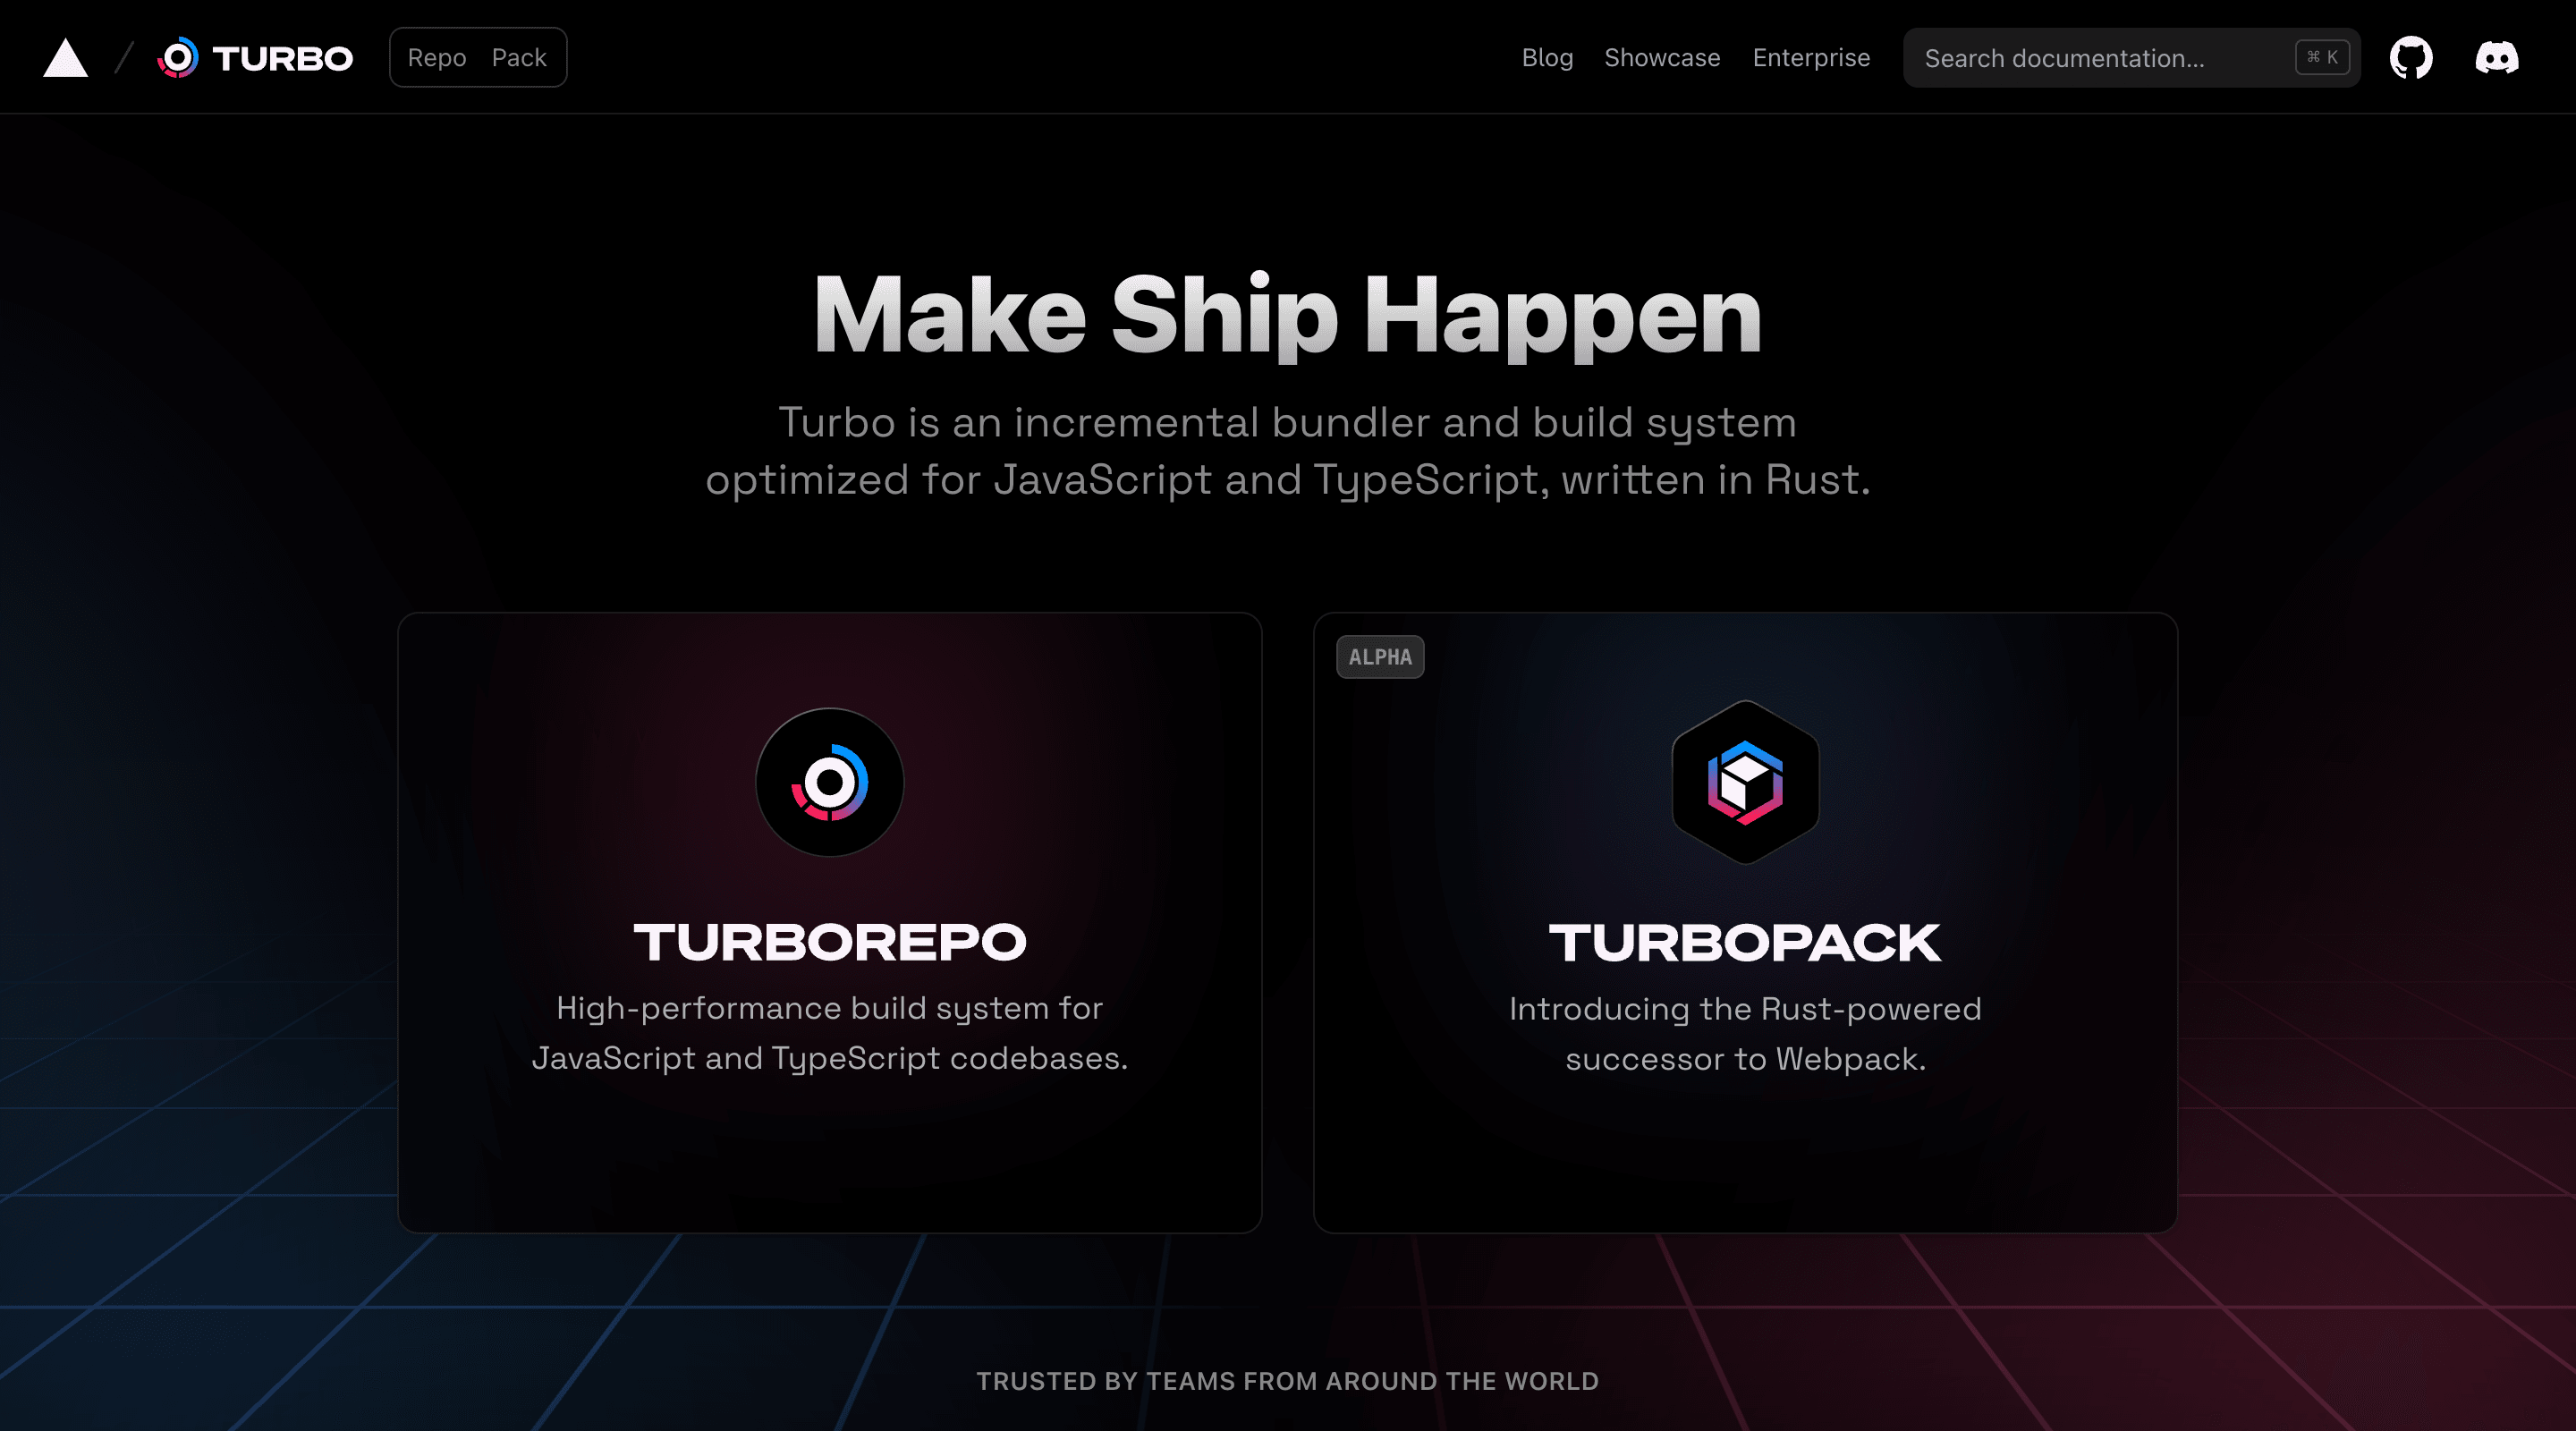 TURBO
Repo Pack
Blog Showcase Enterprise
Search documentation...
⌘ K
Make Ship Happen
Turbo is an incremental bundler and build system
optimized for JavaScript and TypeScript, written in Rust.
TURBOREPO
High-performance build system for
JavaScript and TypeScript codebases.
ALPHA
TURBOPACK
Introducing the Rust-powered
successor to Webpack.
TRUSTED BY TEAMS FROM AROUND THE WORLD